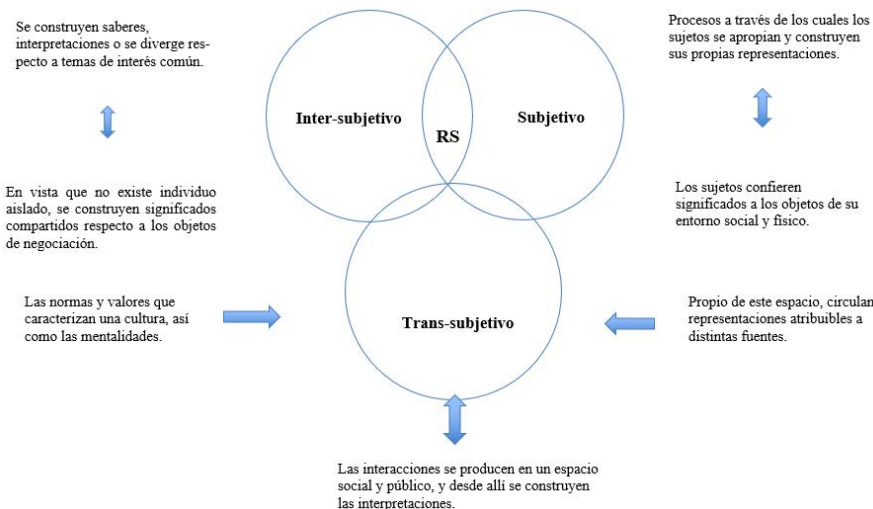 Se construyen saberes,
interpretaciones o se diverge res-
pecto a temas de interés común.
Procesos a través de los cuales los
sujetos se apropian y construyen
sus propias representaciones.
Inter-subjetivo
Subjetivo
RS
En vista que no existe individuo
aislado, se construyen significados
compartidos respecto a los objetos
de negociación.
Los sujetos confieren
significados a los objetos de su
entorno social y físico.
Las normas y valores que
caracterizan una cultura, así
como las mentalidades.
Trans-subjetivo
Propio de este espacio, circulan
representaciones atribuibles a
distintas fuentes.
Las interacciones se producen en un espacio
social y público, y desde allí se construyen
las interpretaciones.